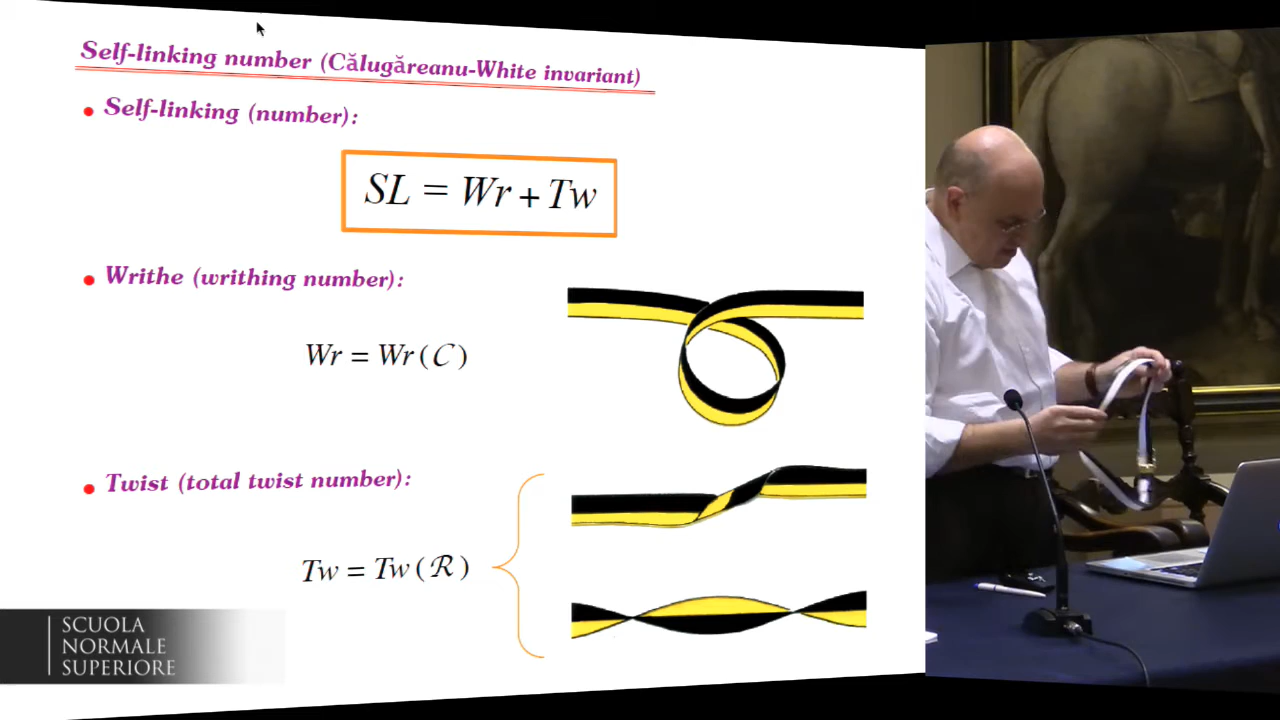 Self-linking number (Călugăreanu-White invariant)
• Self-linking (number):
SL = Wr + Tw
• Writhe (writhing number):
Wr = Wr (C)
• Twist (total twist number):
Tw = Tw (R)
SCUOLA
NORMALE
SUPERIORE